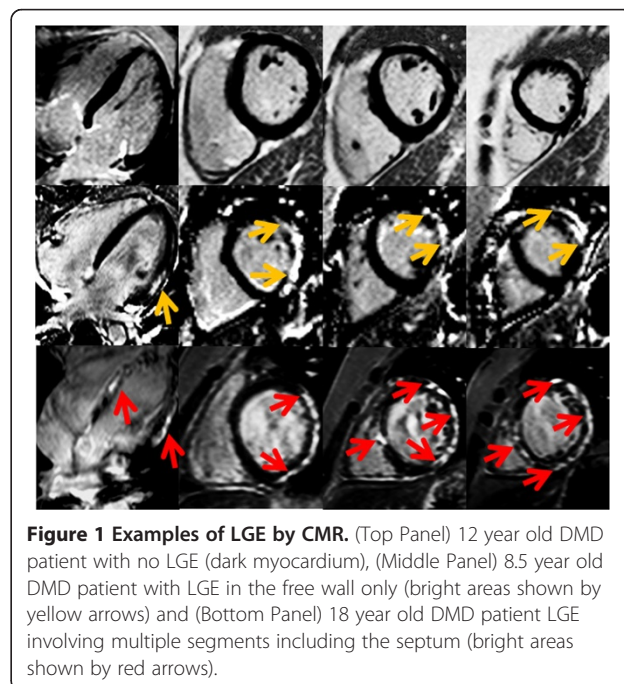 Figure 1 Examples of LGE by CMR. (Top Panel) 12 year old DMD
patient with no LGE (dark myocardium), (Middle Panel) 8.5 year old
DMD patient with LGE in the free wall only (bright areas shown by
yellow arrows) and (Bottom Panel) 18 year old DMD patient LGE
involving multiple segments including the septum (bright areas
shown by red arrows).